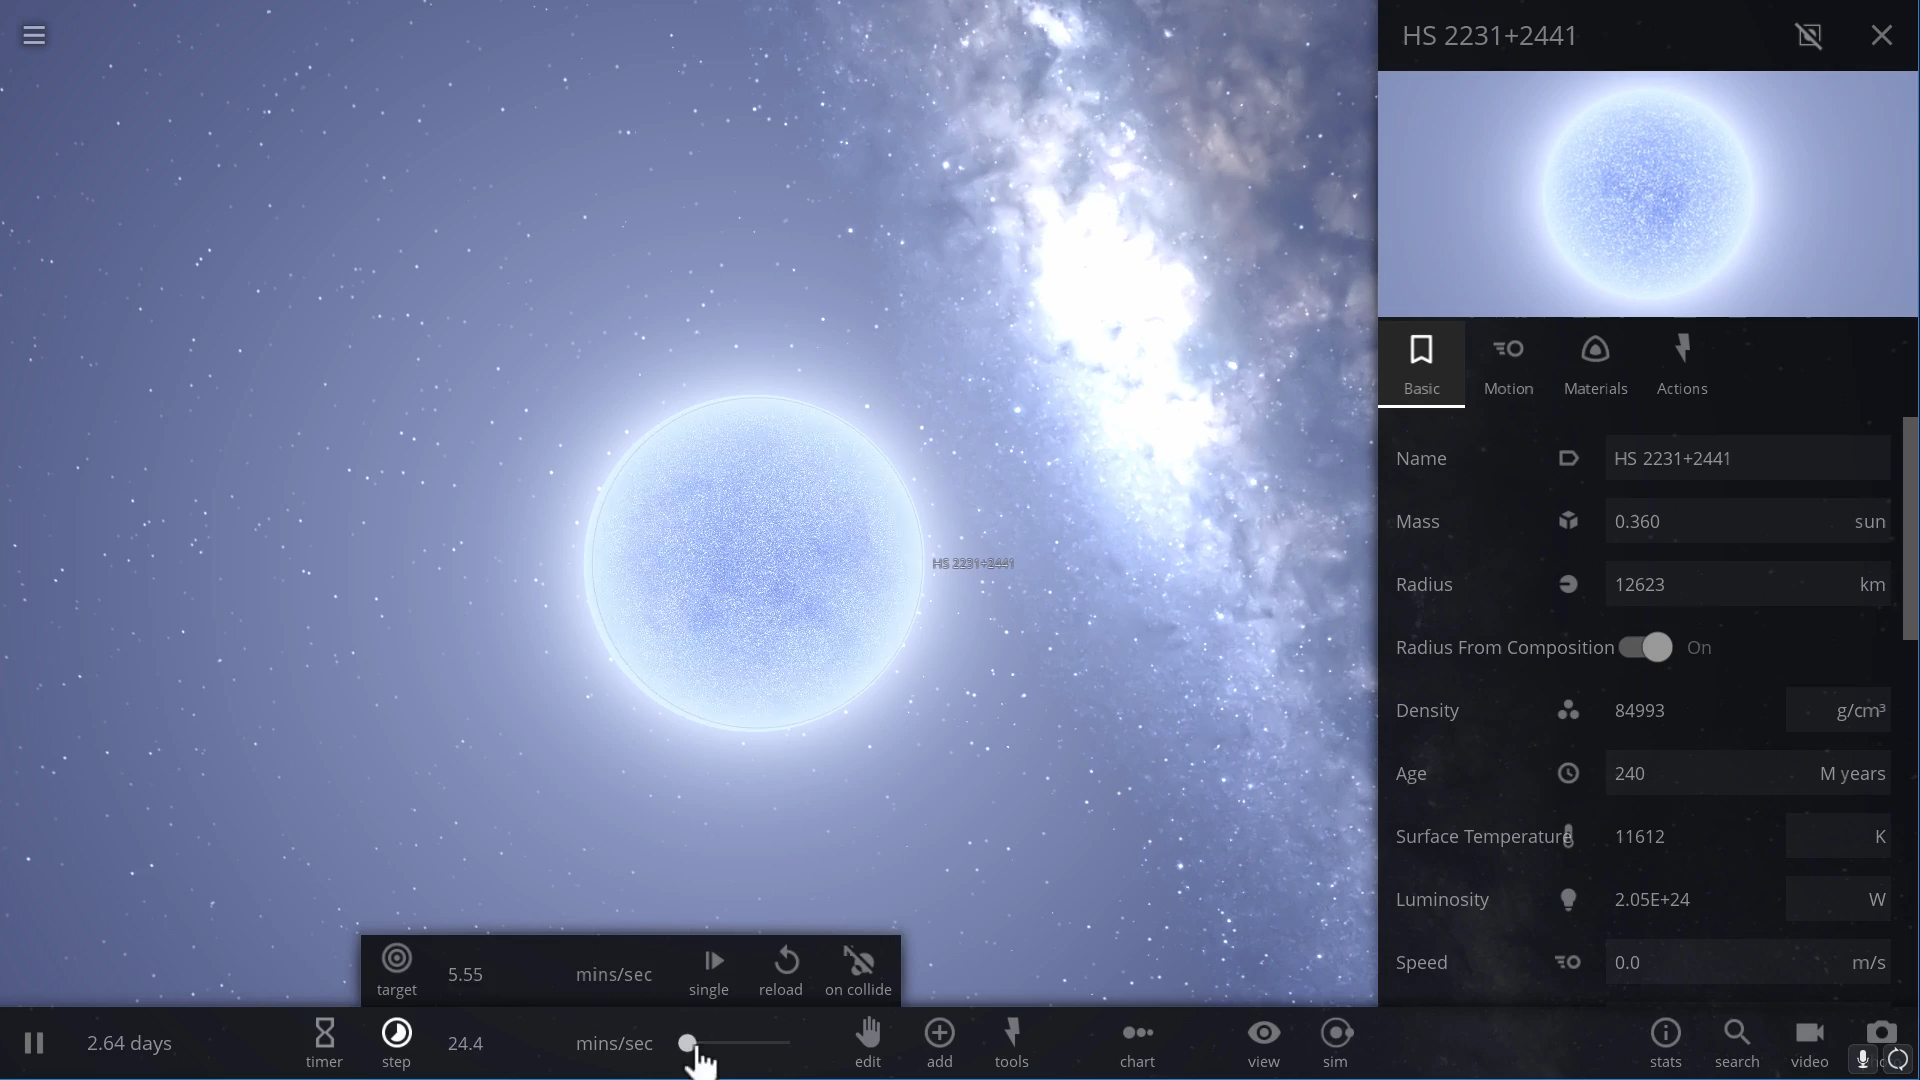 HS 2231+2441
Basic
Motion
Materials
Actions
Name
HS 2231+2441
Mass
0.360 sun
Radius
12623 km
Radius From Composition On
Density
84993 g/cm³
Age
240 M years
Surface Temperature
11612 K
Luminosity
2.05E+24 W
Speed
0.0 m/s
HS 2231+2441
target
5.55 mins/sec
single
reload
on collide
2.64 days
timer
step
24.4 mins/sec
edit
add
tools
chart
view
sim
stats
search
video